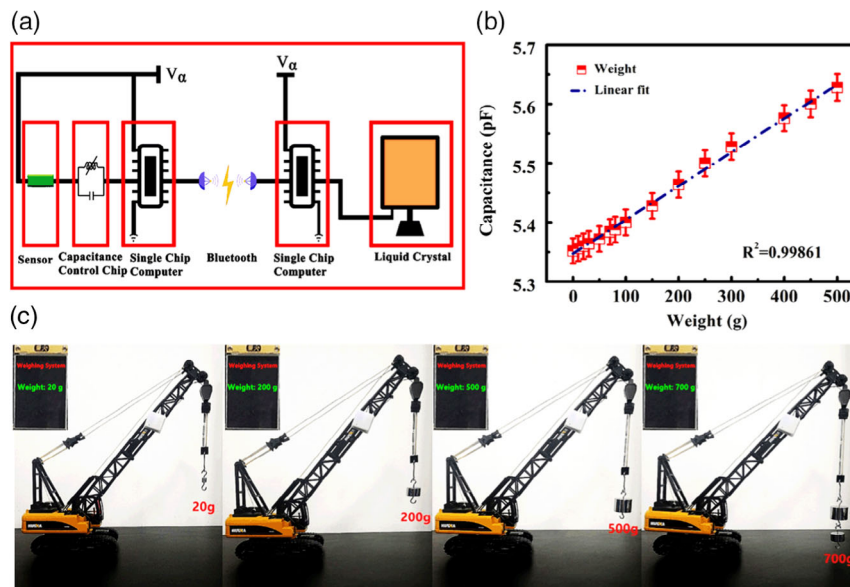 (a)
Vα
Vα
Sensor
Capacitance
Control Chip
Single Chip
Computer
Bluetooth
Single Chip
Computer
Liquid Crystal
(b)
5.7
5.6
5.5
5.4
5.3
Capacitance (pF)
Weight
Linear fit
R²=0.99861
0
100
200
300
400
500
Weight (g)
(c)
Weighing System
Weight: 20 g
20g
Weighing System
Weight: 200 g
200g
Weighing System
Weight: 500 g
500g
Weighing System
Weight: 700 g
700g